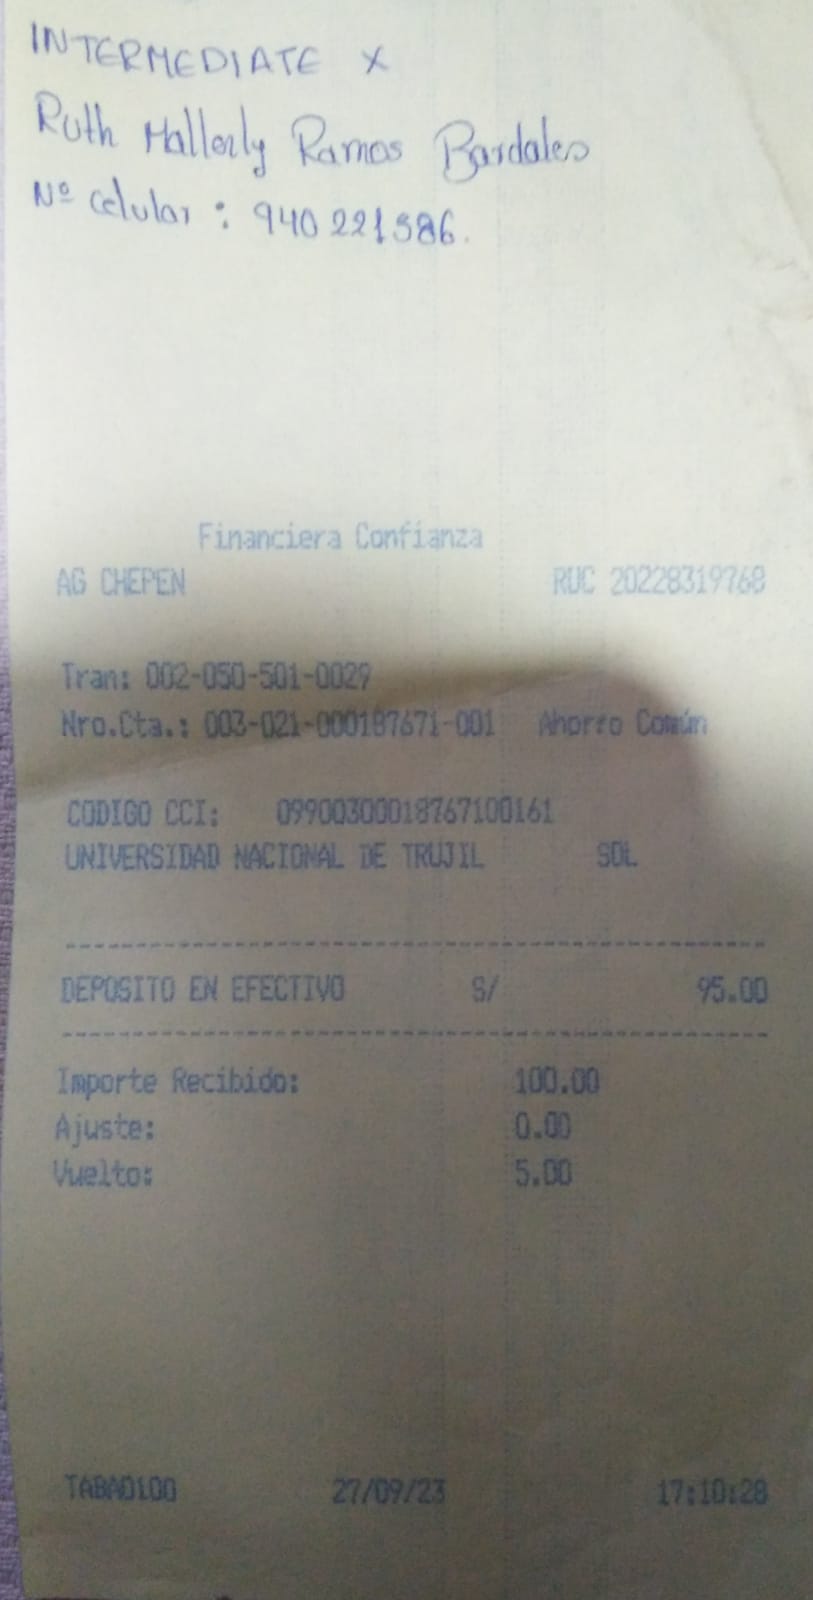 INTERMEDIATE X
Ruth Mallerly Ramos Bardales
Nº celular : 940 221586.
Financiera Confianza
AG CHEPEN RUC 20228319768
Tran: 002-050-501-0029
Nro.Cta.: 003-021-000187671-001 Ahorro Común
CODIGO CCI: 09900300018767100161
UNIVERSIDAD NACIONAL DE TRUJIL SOL
DEPOSITO EN EFECTIVO S/ 95.00
Importe Recibido: 100.00
Ajuste: 0.00
Vuelto: 5.00
TABA0100 27/09/23 17:10:28